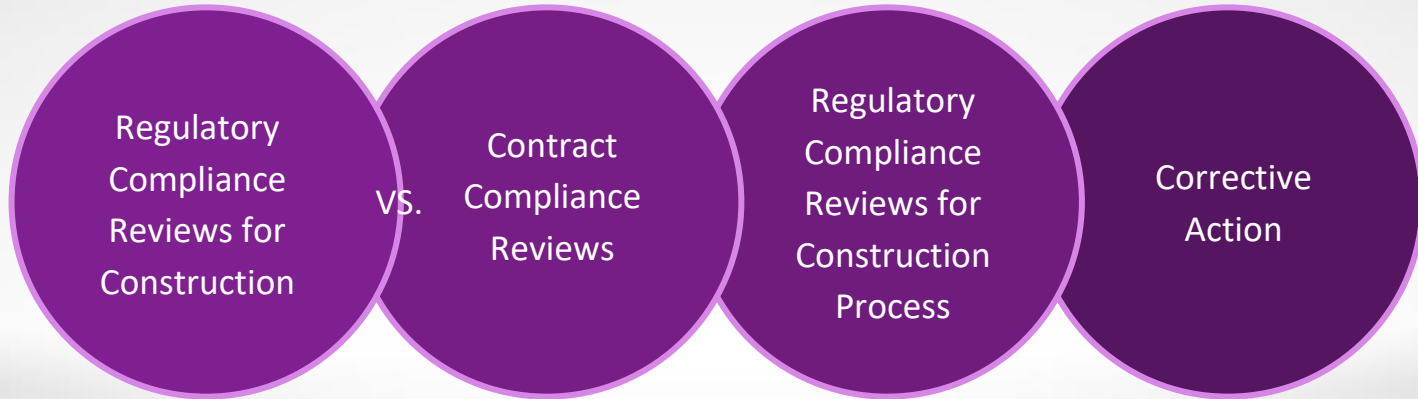 Regulatory
Compliance
Reviews for
Construction
VS.
Contract
Compliance
Reviews
Regulatory
Compliance
Reviews for
Construction
Process
Corrective
Action